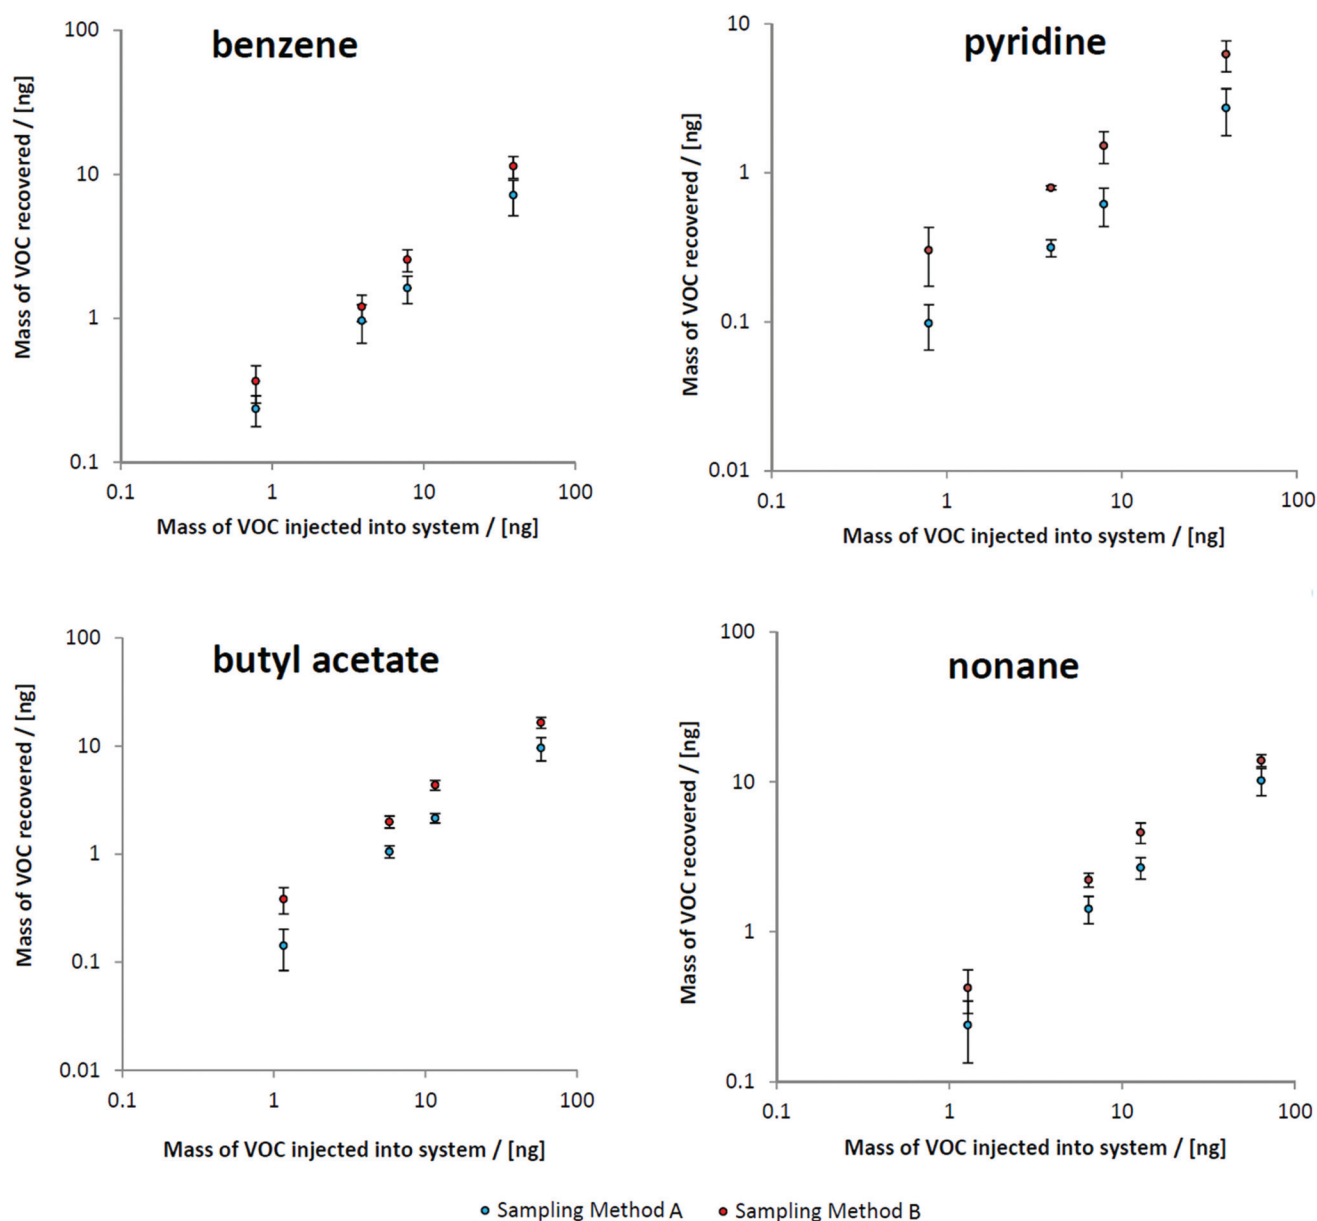 benzene
Mass of VOC recovered / [ng]
100
10
1
0.1
0.1 1 10 100
Mass of VOC injected into system / [ng]
pyridine
Mass of VOC recovered / [ng]
10
1
0.1
0.01
0.1 1 10 100
Mass of VOC injected into system / [ng]
butyl acetate
Mass of VOC recovered / [ng]
100
10
1
0.1
0.01
0.1 1 10 100
Mass of VOC injected into system / [ng]
nonane
Mass of VOC recovered / [ng]
100
10
1
0.1
0.1 1 10 100
Mass of VOC injected into system / [ng]
Sampling Method A Sampling Method B